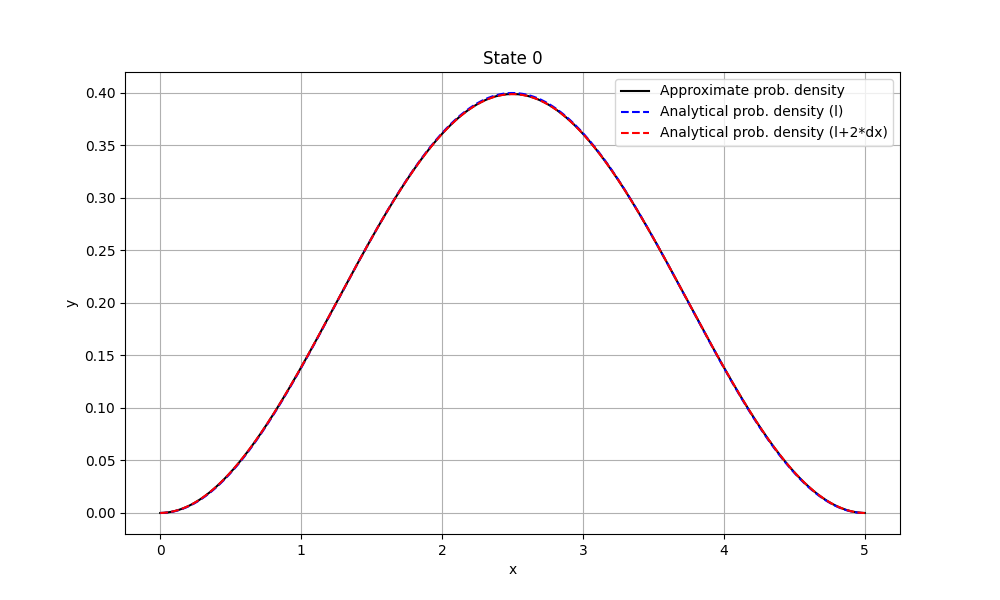 State 0
Approximate prob. density
Analytical prob. density (l)
Analytical prob. density (l+2*dx)
0.40
0.35
0.30
0.25
0.20
0.15
0.10
0.05
0.00
y
0 1 2 3 4 5
x